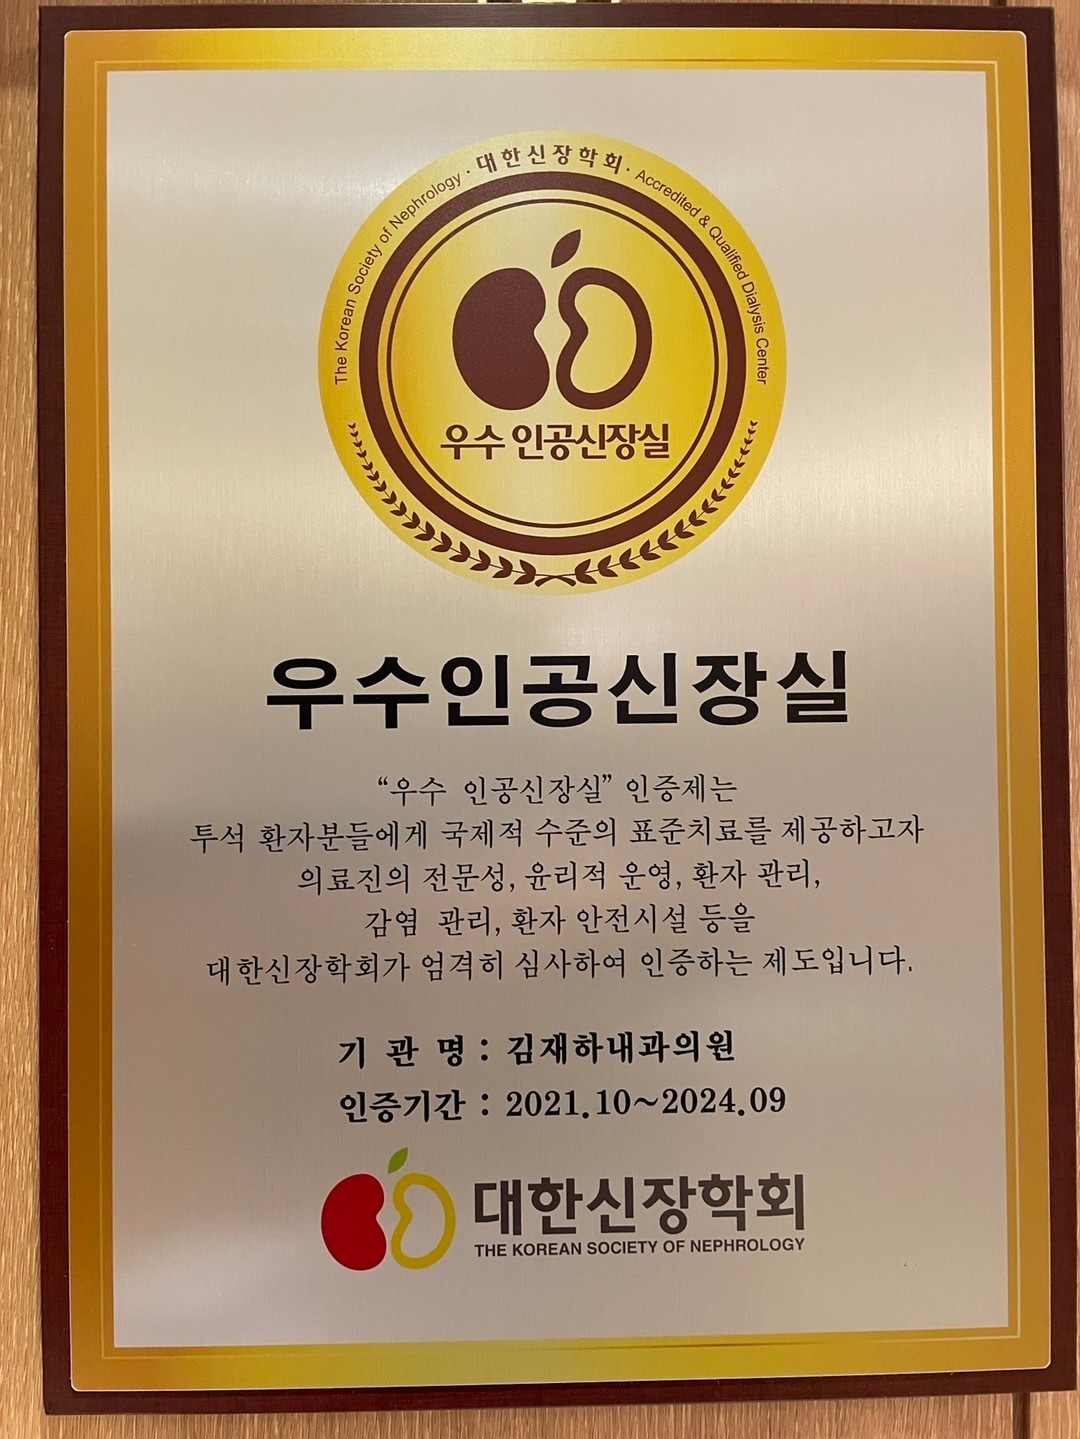 The Korean Society of Nephrology · 대한신장학회 · Accredited & Qualified Dialysis Center
우수 인공신장실
우수인공신장실
“우수 인공신장실” 인증제는
투석 환자분들에게 국제적 수준의 표준치료를 제공하고자
의료진의 전문성, 윤리적 운영, 환자 관리,
감염 관리, 환자 안전시설 등을
대한신장학회가 엄격히 심사하여 인증하는 제도입니다.
기 관 명 : 김재하내과의원
인증기간 : 2021.10~2024.09
대한신장학회
THE KOREAN SOCIETY OF NEPHROLOGY